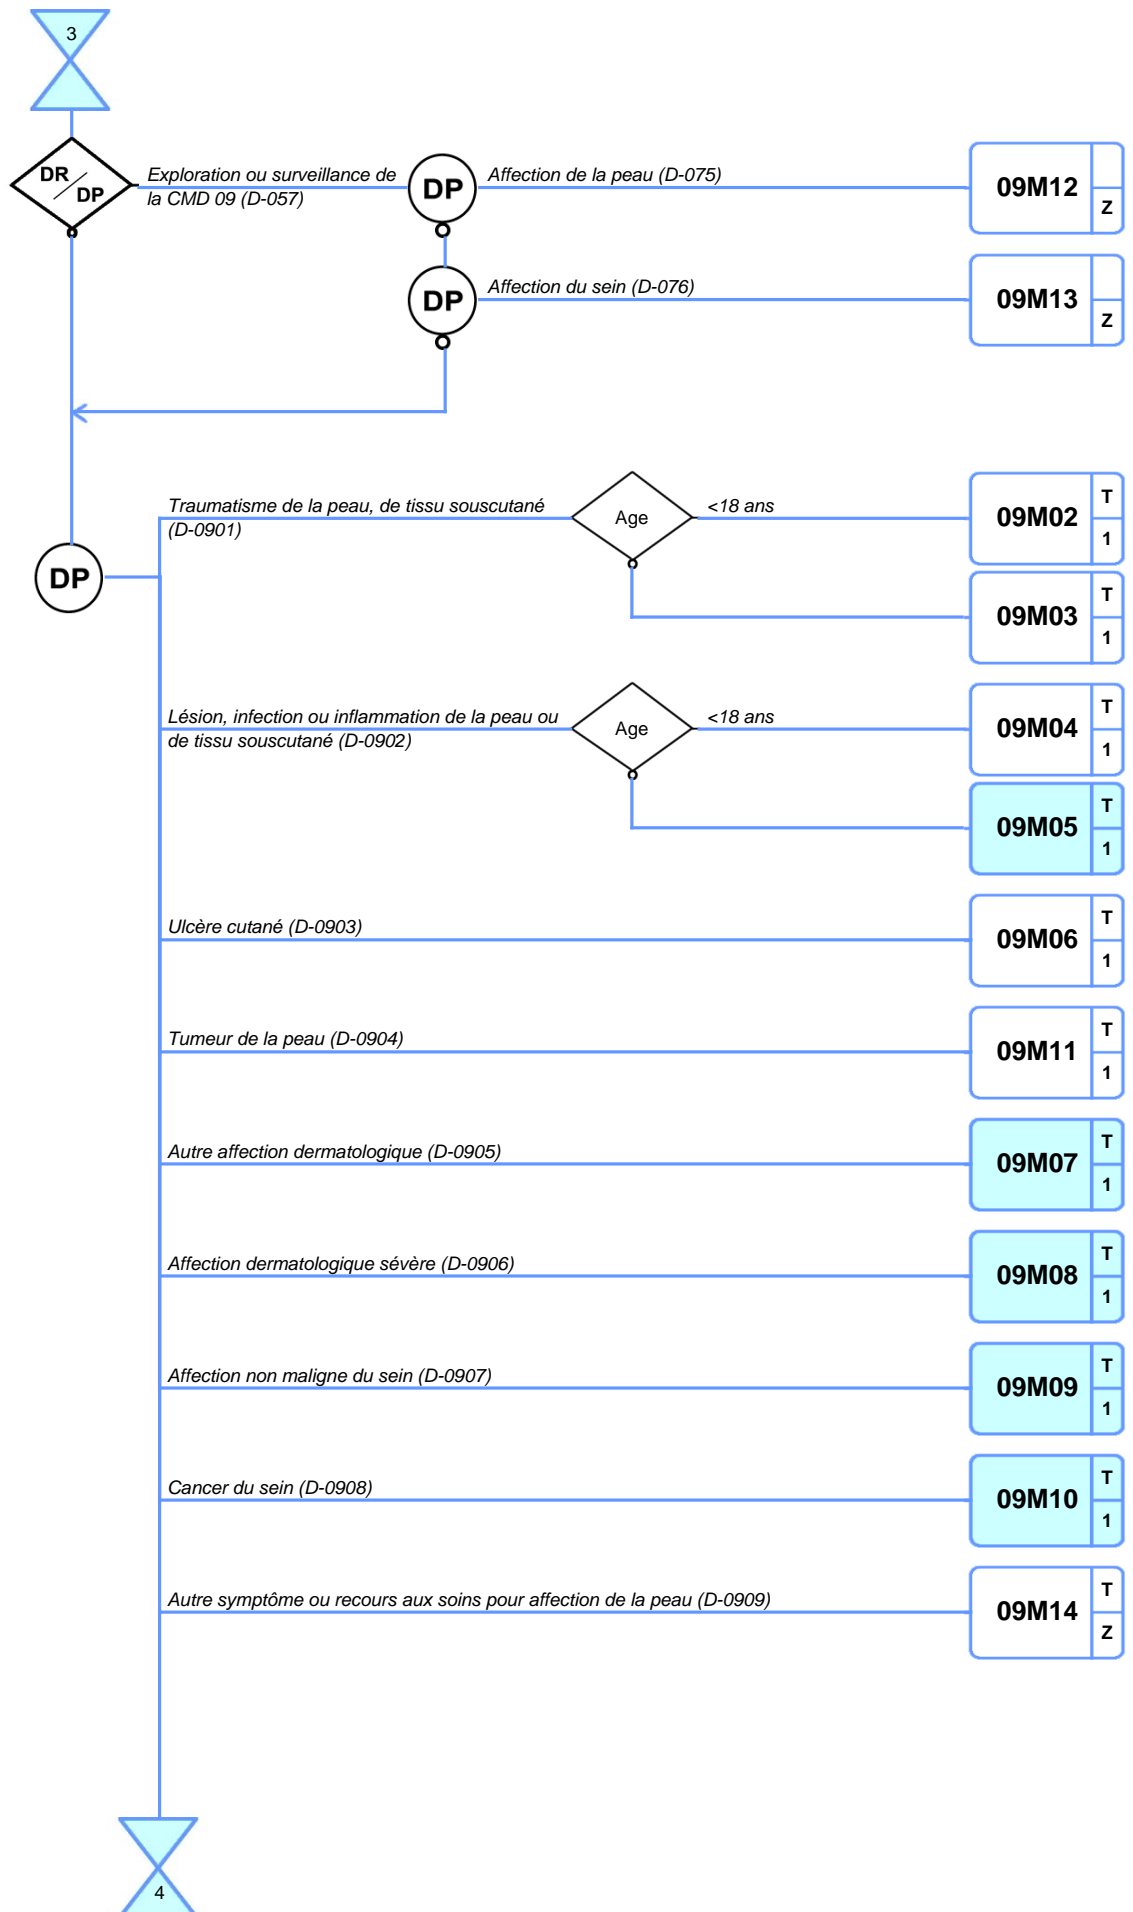 3
DR
DP
Exploration ou surveillance de
la CMD 09 (D-057)
DP
Affection de la peau (D-075)
09M12
Z
DP
Affection du sein (D-076)
09M13
Z
DP
Traumatisme de la peau, de tissu souscutané
(D-0901)
Age
<18 ans
09M02
T
1
09M03
T
1
Lésion, infection ou inflammation de la peau ou
de tissu souscutané (D-0902)
Age
<18 ans
09M04
T
1
09M05
T
1
Ulcère cutané (D-0903)
09M06
T
1
Tumeur de la peau (D-0904)
09M11
T
1
Autre affection dermatologique (D-0905)
09M07
T
1
Affection dermatologique sévère (D-0906)
09M08
T
1
Affection non maligne du sein (D-0907)
09M09
T
1
Cancer du sein (D-0908)
09M10
T
1
Autre symptôme ou recours aux soins pour affection de la peau (D-0909)
09M14
T
Z
4